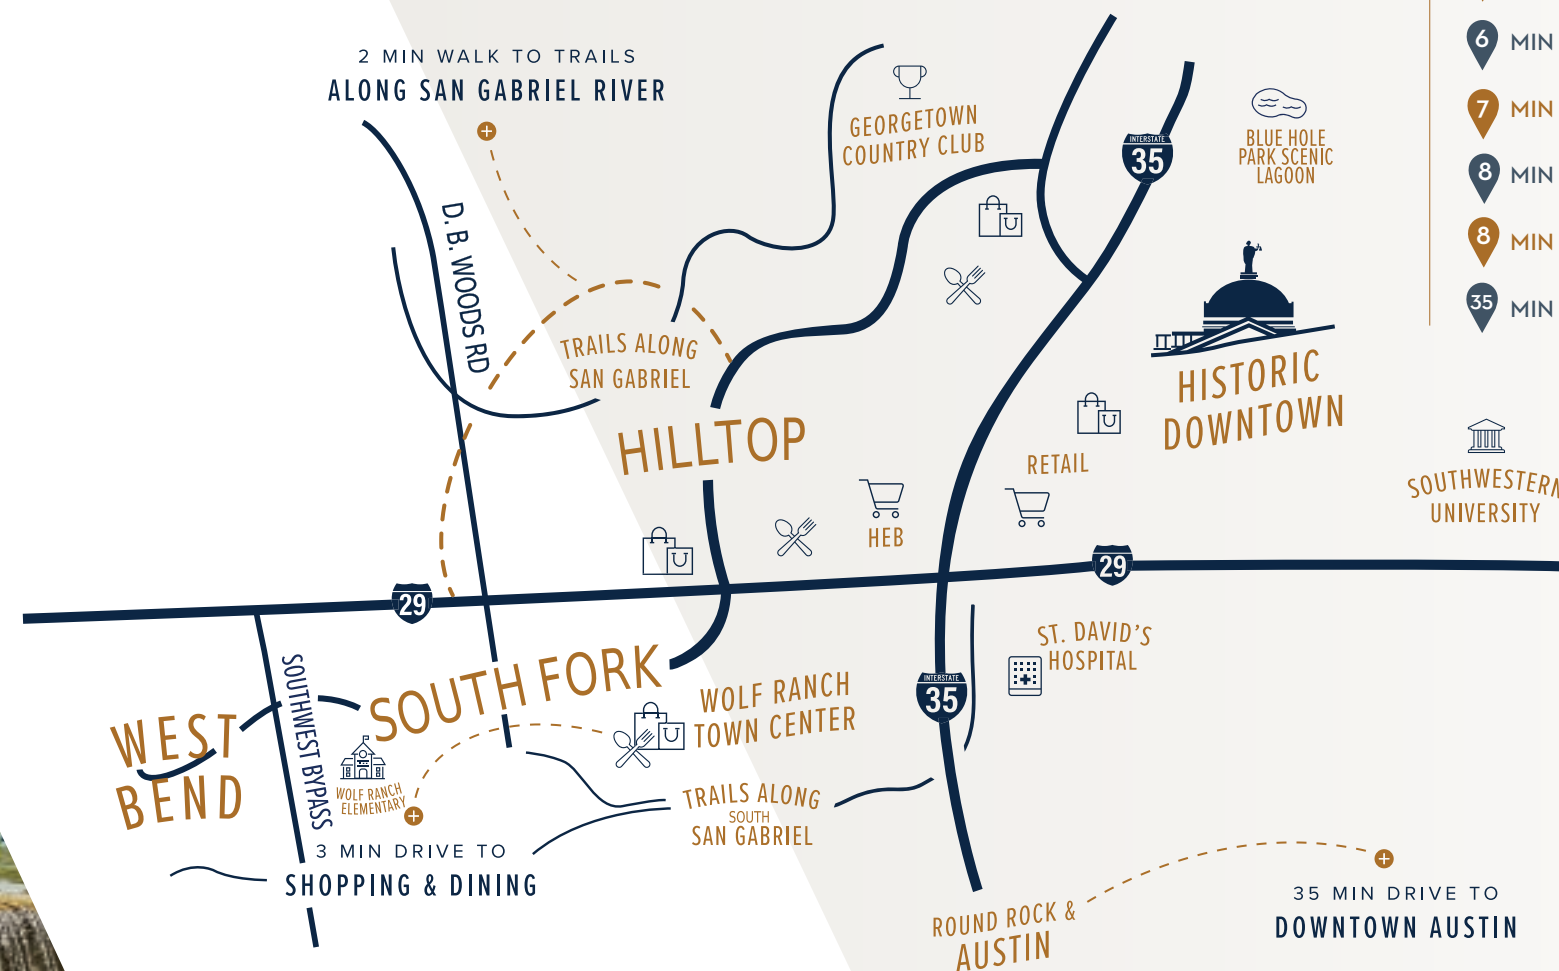 2 MIN WALK TO TRAILS
ALONG SAN GABRIEL RIVER
GEORGETOWN
COUNTRY CLUB
INTERSTATE
35
BLUE HOLE
PARK SCENIC
LAGOON
6 MIN
7 MIN
8 MIN
8 MIN
35 MIN
D. B. WOODS RD
TRAILS ALONG
SAN GABRIEL
HISTORIC
DOWNTOWN
HILLTOP
RETAIL
HEB
SOUTHWESTERN
UNIVERSITY
29
29
ST. DAVID'S
HOSPITAL
SOUTH FORK
WOLF RANCH
TOWN CENTER
INTERSTATE
35
SOUTHWEST BYPASS
WEST
BEND
WOLF RANCH
ELEMENTARY
TRAILS ALONG
SOUTH
SAN GABRIEL
3 MIN DRIVE TO
SHOPPING & DINING
35 MIN DRIVE TO
DOWNTOWN AUSTIN
ROUND ROCK &
AUSTIN